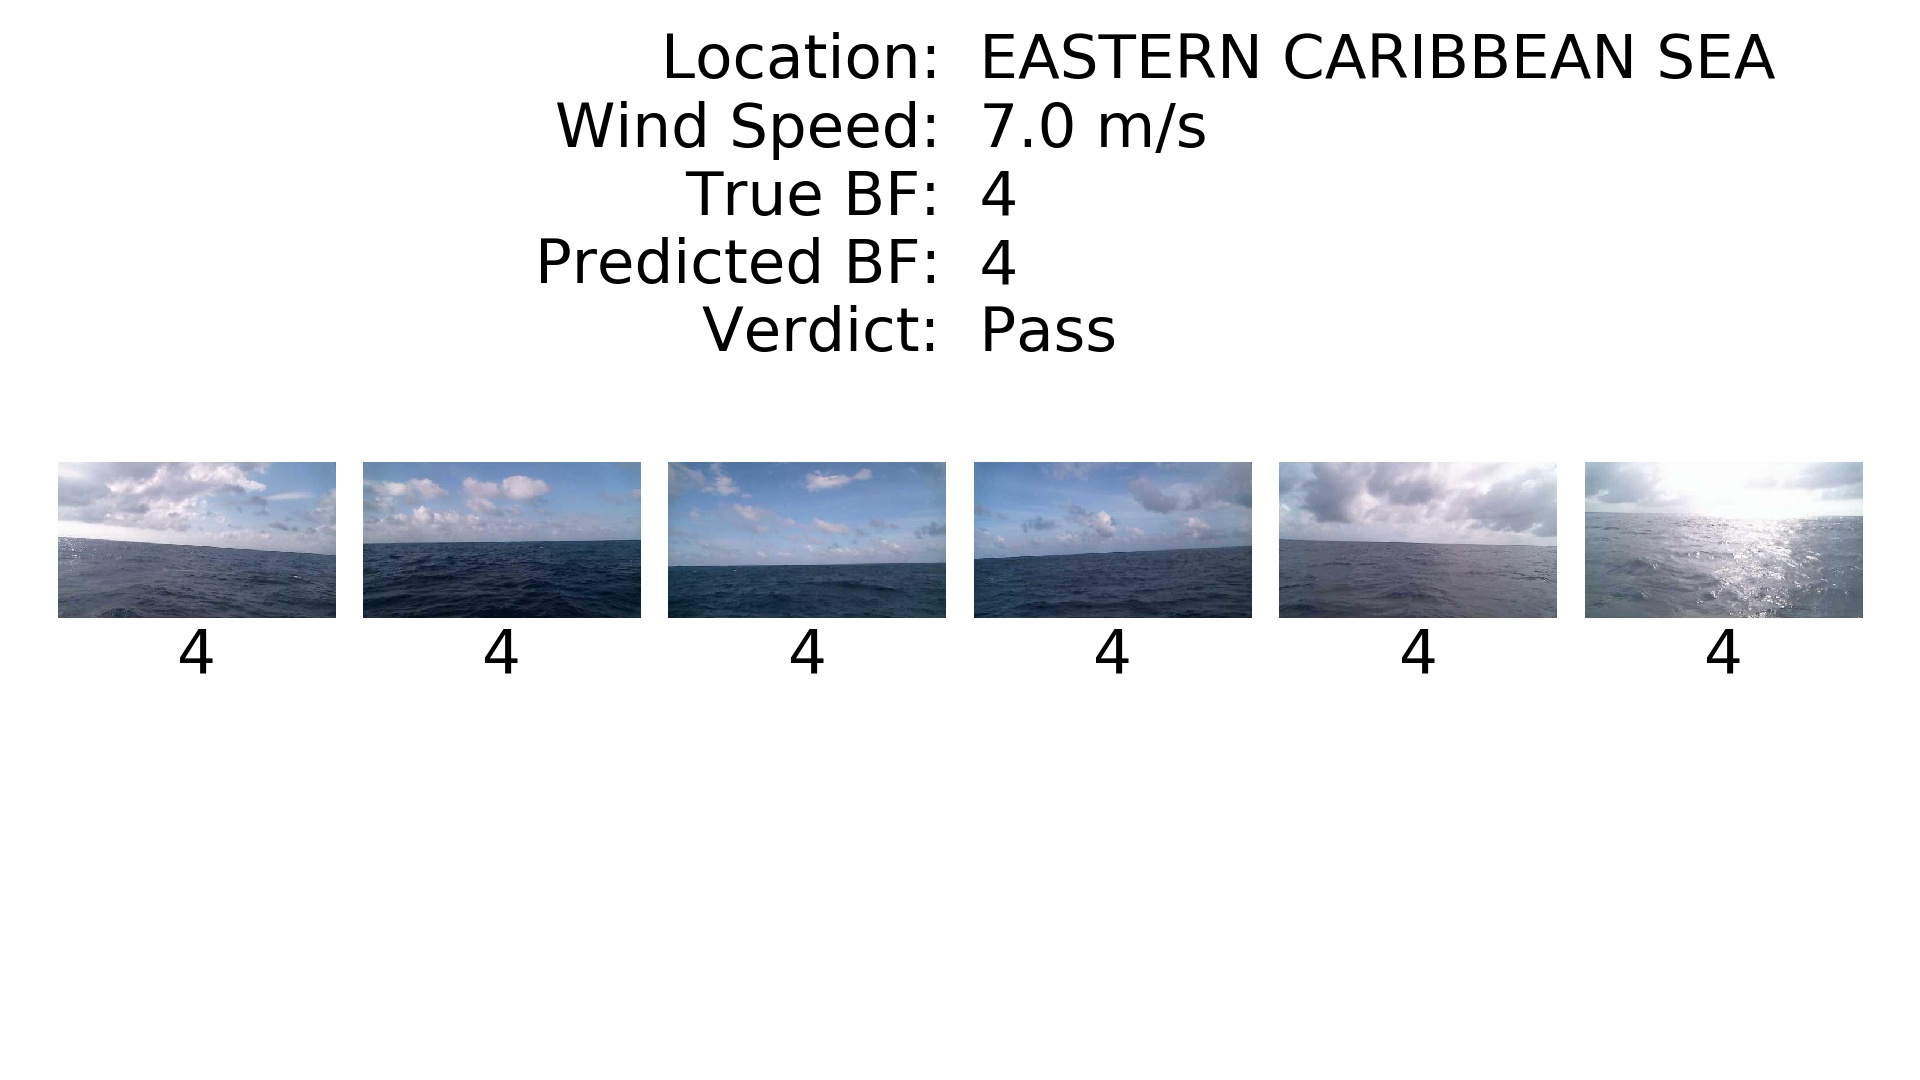 Location: EASTERN CARIBBEAN SEA
Wind Speed: 7.0 m/s
True BF: 4
Predicted BF: 4
Verdict: Pass
4 4 4 4 4 4